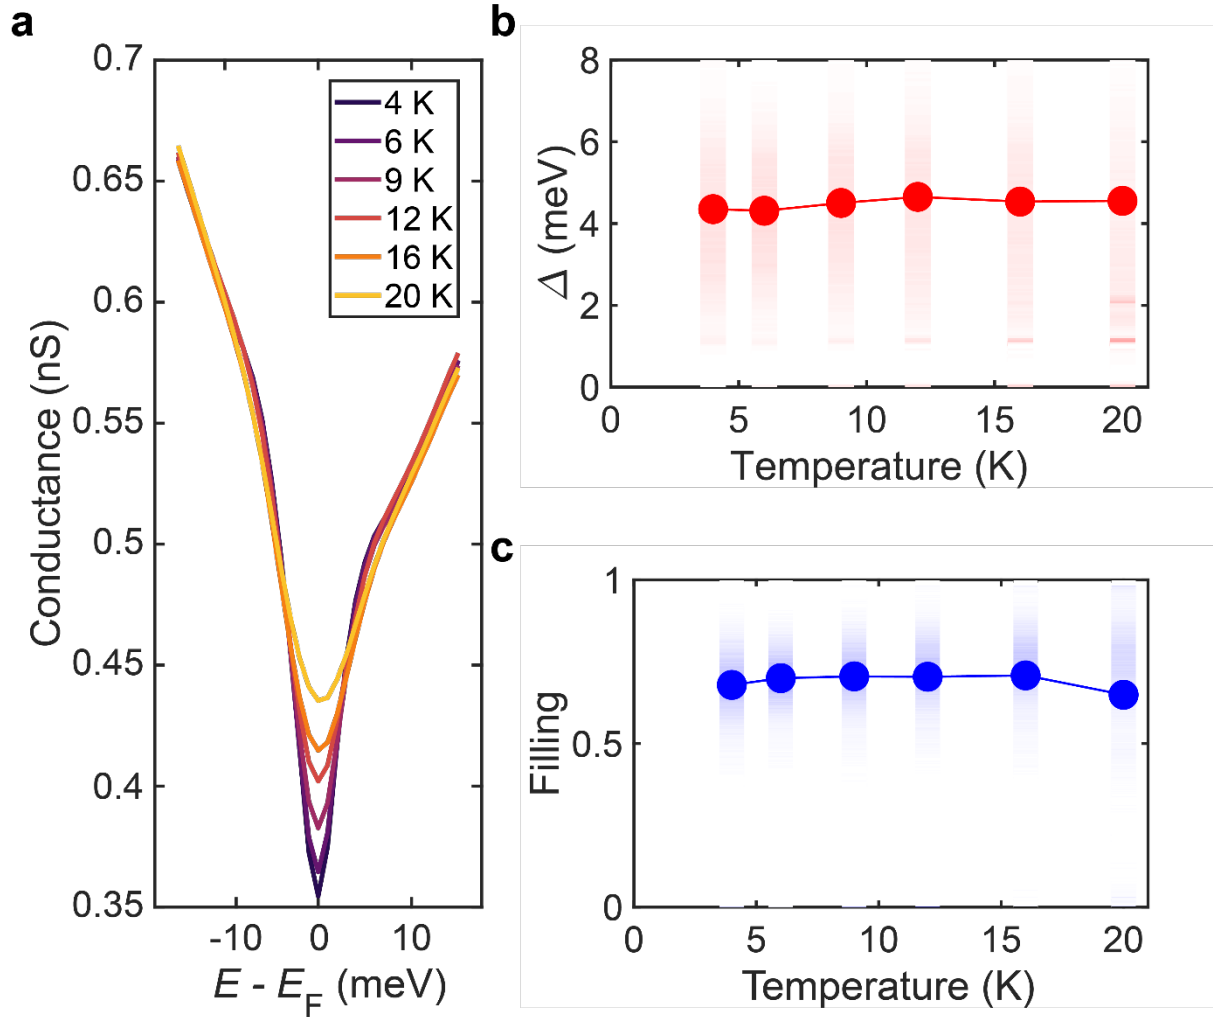 a
0.7
0.65
0.6
0.55
0.5
0.45
0.4
0.35
Conductance (nS)
4 K
6 K
9 K
12 K
16 K
20 K
-10 0 10
E - EF (meV)
b
8
6
4
2
0
Δ (meV)
0 5 10 15 20
Temperature (K)
c
1
0.5
0
Filling
0 5 10 15 20
Temperature (K)